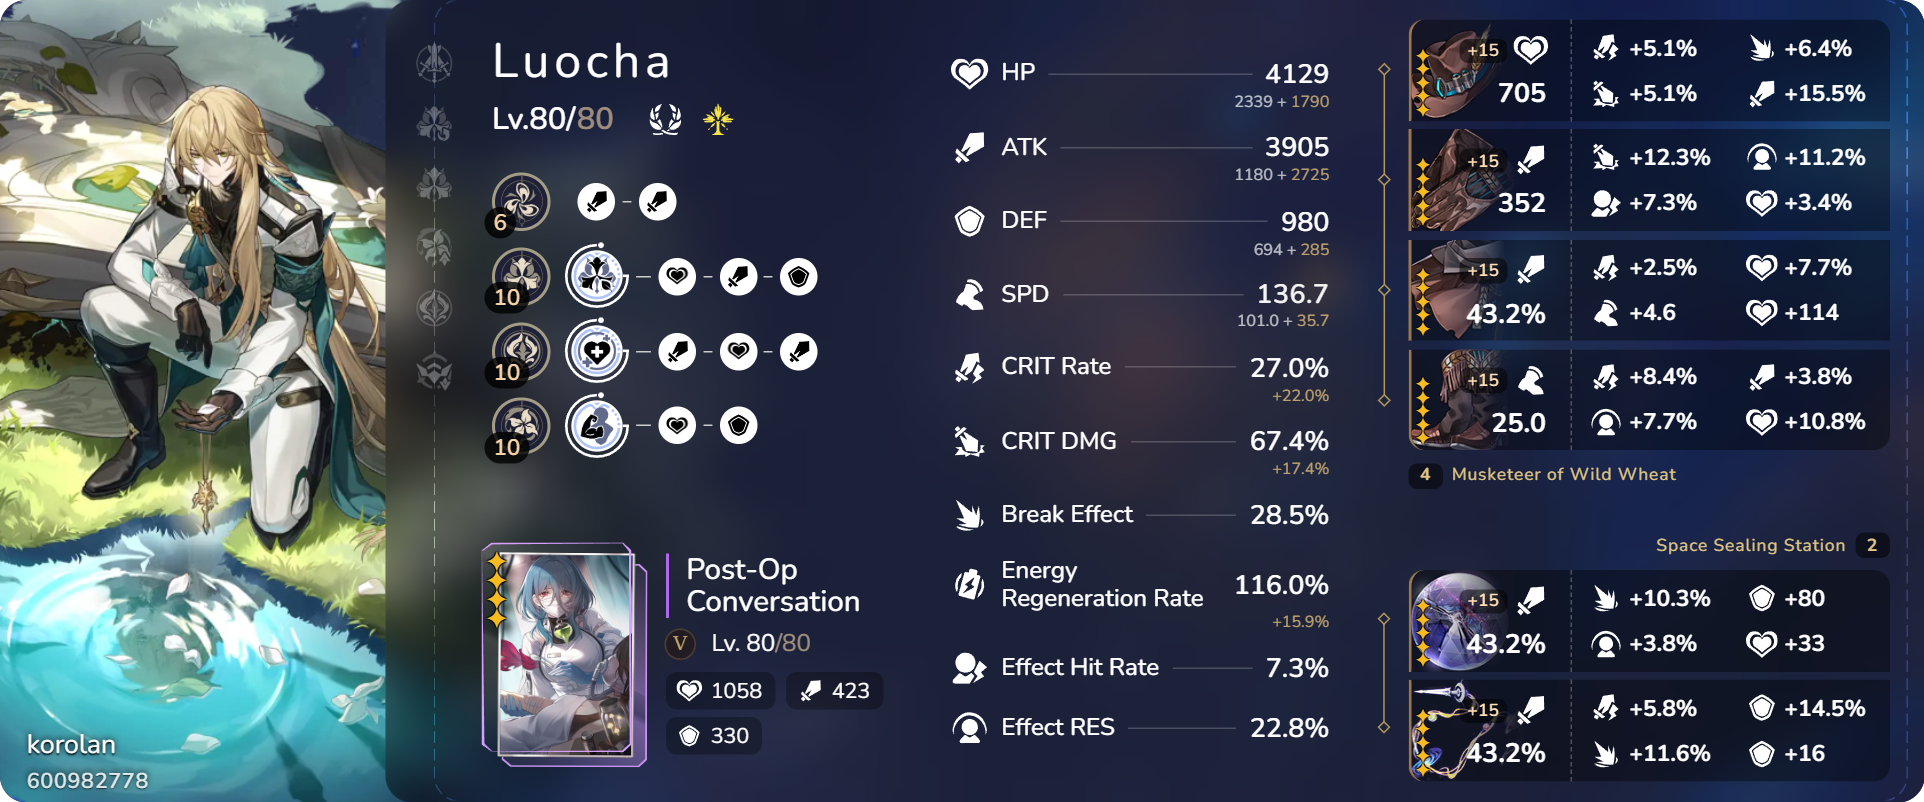 Luocha
Lv.80/80
6
10
10
10
Post-Op
Conversation
V Lv. 80/80
1058 423
330
korolan
600982778
HP 4129
2339 + 1790
ATK 3905
1180 + 2725
DEF 980
694 + 285
SPD 136.7
101.0 + 35.7
CRIT Rate 27.0%
+22.0%
CRIT DMG 67.4%
+17.4%
Break Effect 28.5%
Energy
Regeneration Rate 116.0%
+15.9%
Effect Hit Rate 7.3%
Effect RES 22.8%
+15 +5.1% +6.4%
705 +5.1% +15.5%
+15 +12.3% +11.2%
352 +7.3% +3.4%
+15 +2.5% +7.7%
43.2% +4.6 +114
+15 +8.4% +3.8%
25.0 +7.7% +10.8%
4 Musketeer of Wild Wheat
Space Sealing Station 2
+15 +10.3% +80
43.2% +3.8% +33
+15 +5.8% +14.5%
43.2% +11.6% +16